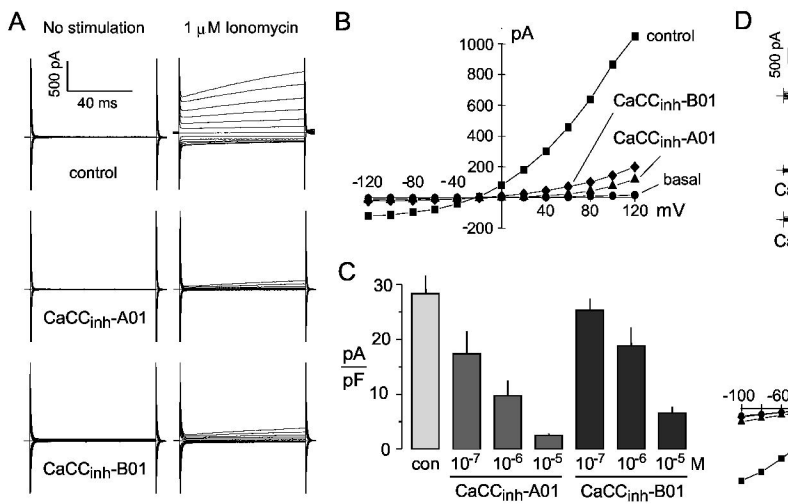 A
No stimulation
1 μM Ionomycin
500 pA
40 ms
control
CaCCinh-A01
CaCCinh-B01
B
pA
1000
800
600
400
200
-200
-120
-80
-40
40
80
120
mV
control
CaCCinh-B01
CaCCinh-A01
basal
C
30
20
10
0
pA
pF
con
10-7
10-6
10-5
10-7
10-6
10-5
M
CaCCinh-A01
CaCCinh-B01
D
500 pA
Ca
Ca
-100
-60